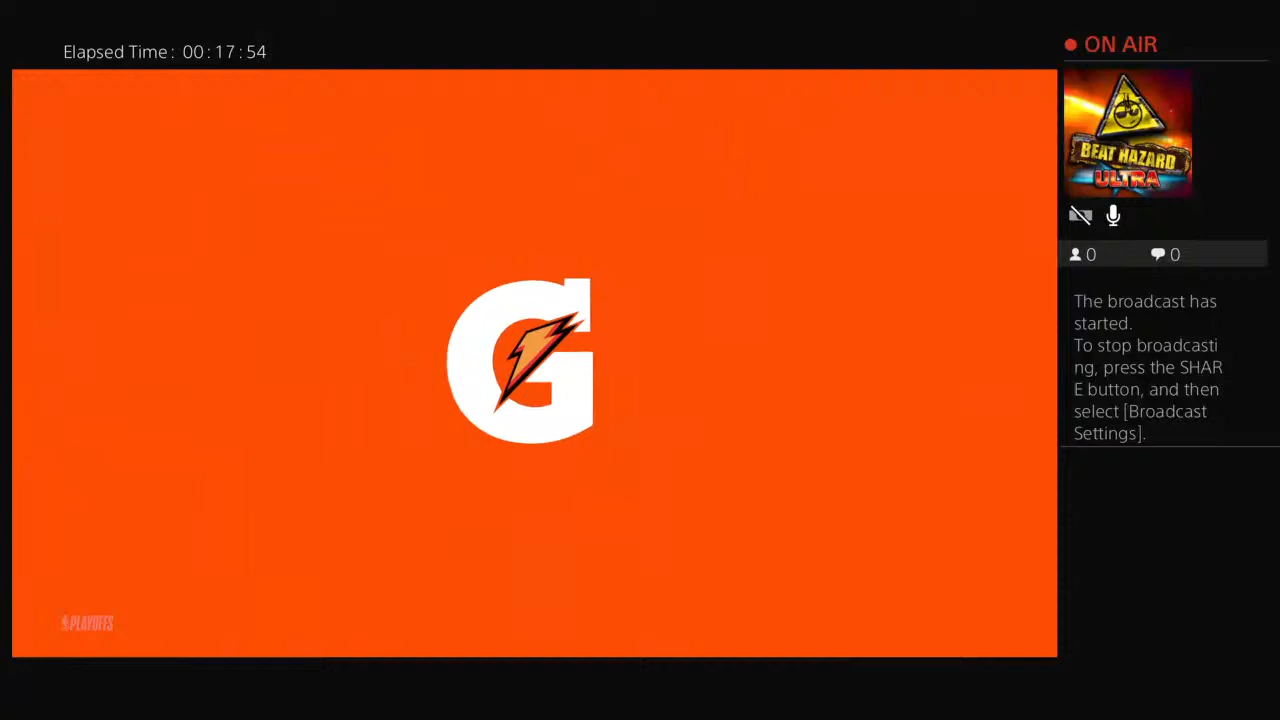 Elapsed Time: 00:17:54
ON AIR
BEAT HAZARD
ULTRA
0
0
The broadcast has
started.
To stop broadcasti
ng, press the SHAR
E button, and then
select [Broadcast
Settings].
G
PLAYOFFS